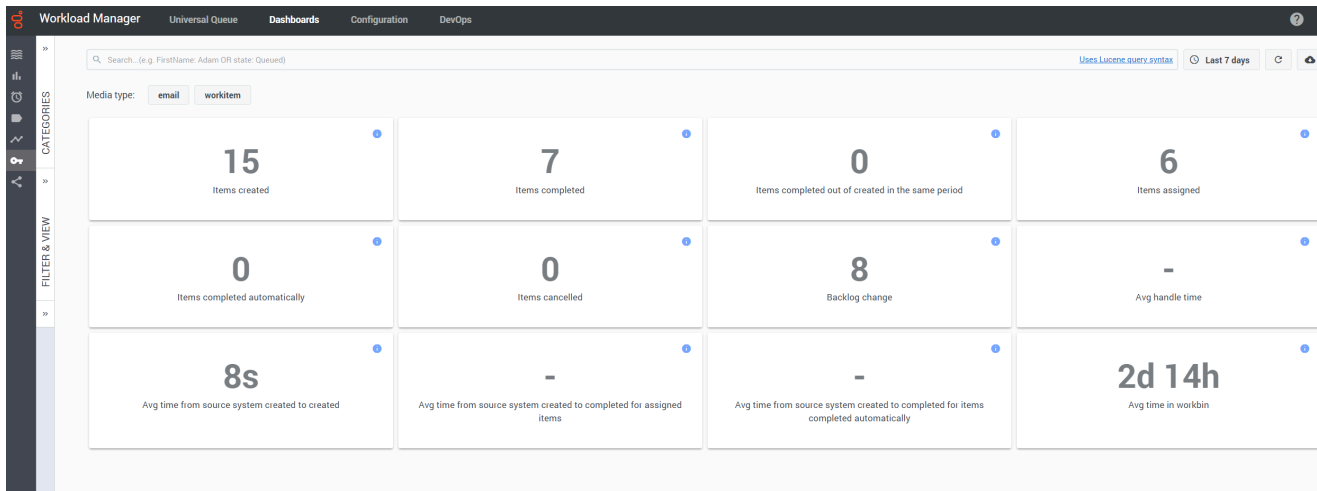 Workload Manager
Universal Queue
Dashboards
Configuration
DevOps
Search...(e.g. FirstName: Adam OR state: Queued)
Uses Lucene query syntax
Last 7 days
CATEGORIES
FILTER & VIEW
Media type:
email
workitem
15
Items created
7
Items completed
0
Items completed out of created in the same period
6
Items assigned
0
Items completed automatically
0
Items cancelled
8
Backlog change
-
Avg handle time
8s
Avg time from source system created to created
-
Avg time from source system created to completed for assigned
items
-
Avg time from source system created to completed for items
completed automatically
2d 14h
Avg time in workbin